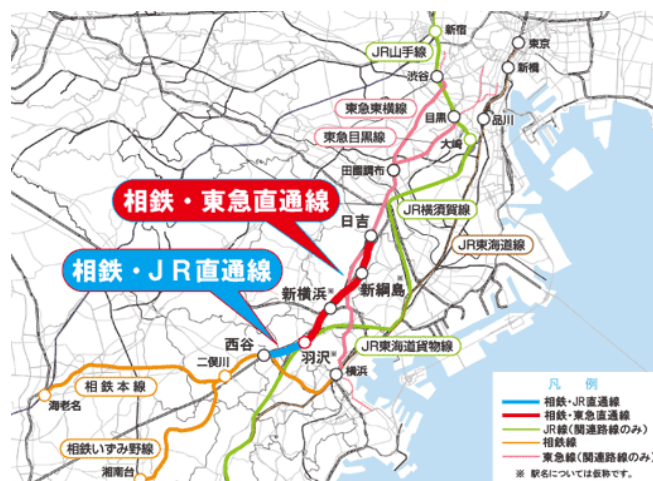 新宿
東京
JR山手線
新橋
渋谷
東急東横線
目黒
品川
東急目黒線
大崎
田園調布
相鉄・東急直通線
JR横須賀線
日吉
JR東海道線
相鉄・JR直通線
新綱島※
新横浜※
西谷
羽沢※
JR東海道貨物線
二俣川
横浜
相鉄本線
海老名
相鉄いずみ野線
湘南台
凡 例
相鉄・JR直通線
相鉄・東急直通線
JR線(関連路線のみ)
相鉄線
東急線(関連路線のみ)
※ 駅名については仮称です。